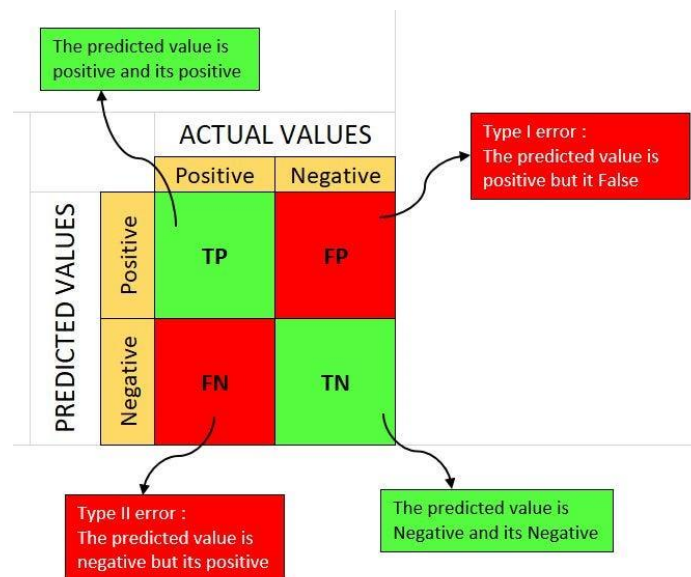 The predicted value is
positive and its positive
ACTUAL VALUES
Type I error :
The predicted value is
positive but it False
Positive
Negative
PREDICTED VALUES
Positive
TP
FP
Negative
FN
TN
Type II error :
The predicted value is
negative but its positive
The predicted value is
Negative and its Negative